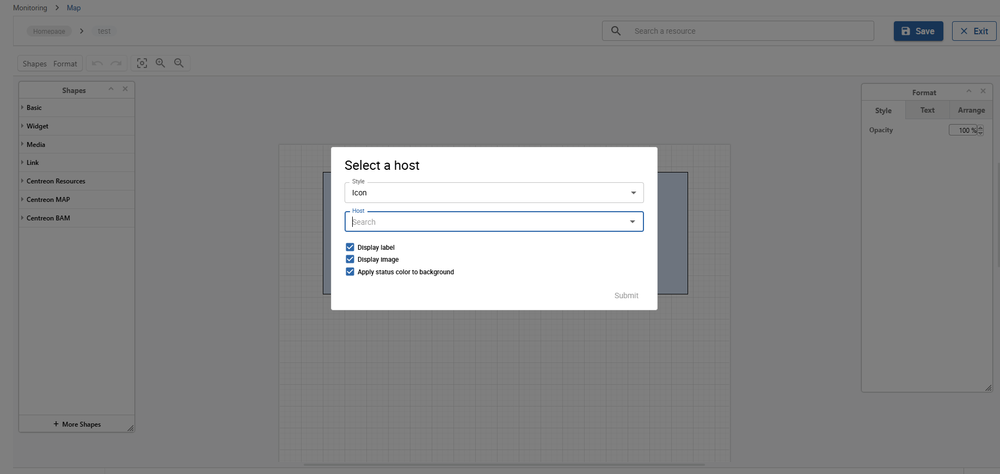 Monitoring > Map
Homepage > test
Search a resource
Save
Exit
Shapes Format
Shapes
Basic
Widget
Media
Link
Centreon Resources
Centreon MAP
Centreon BAM
+ More Shapes
Select a host
Style
Icon
Host
Search
Display label
Display image
Apply status color to background
Submit
Format
Style Text Arrange
Opacity 100 %